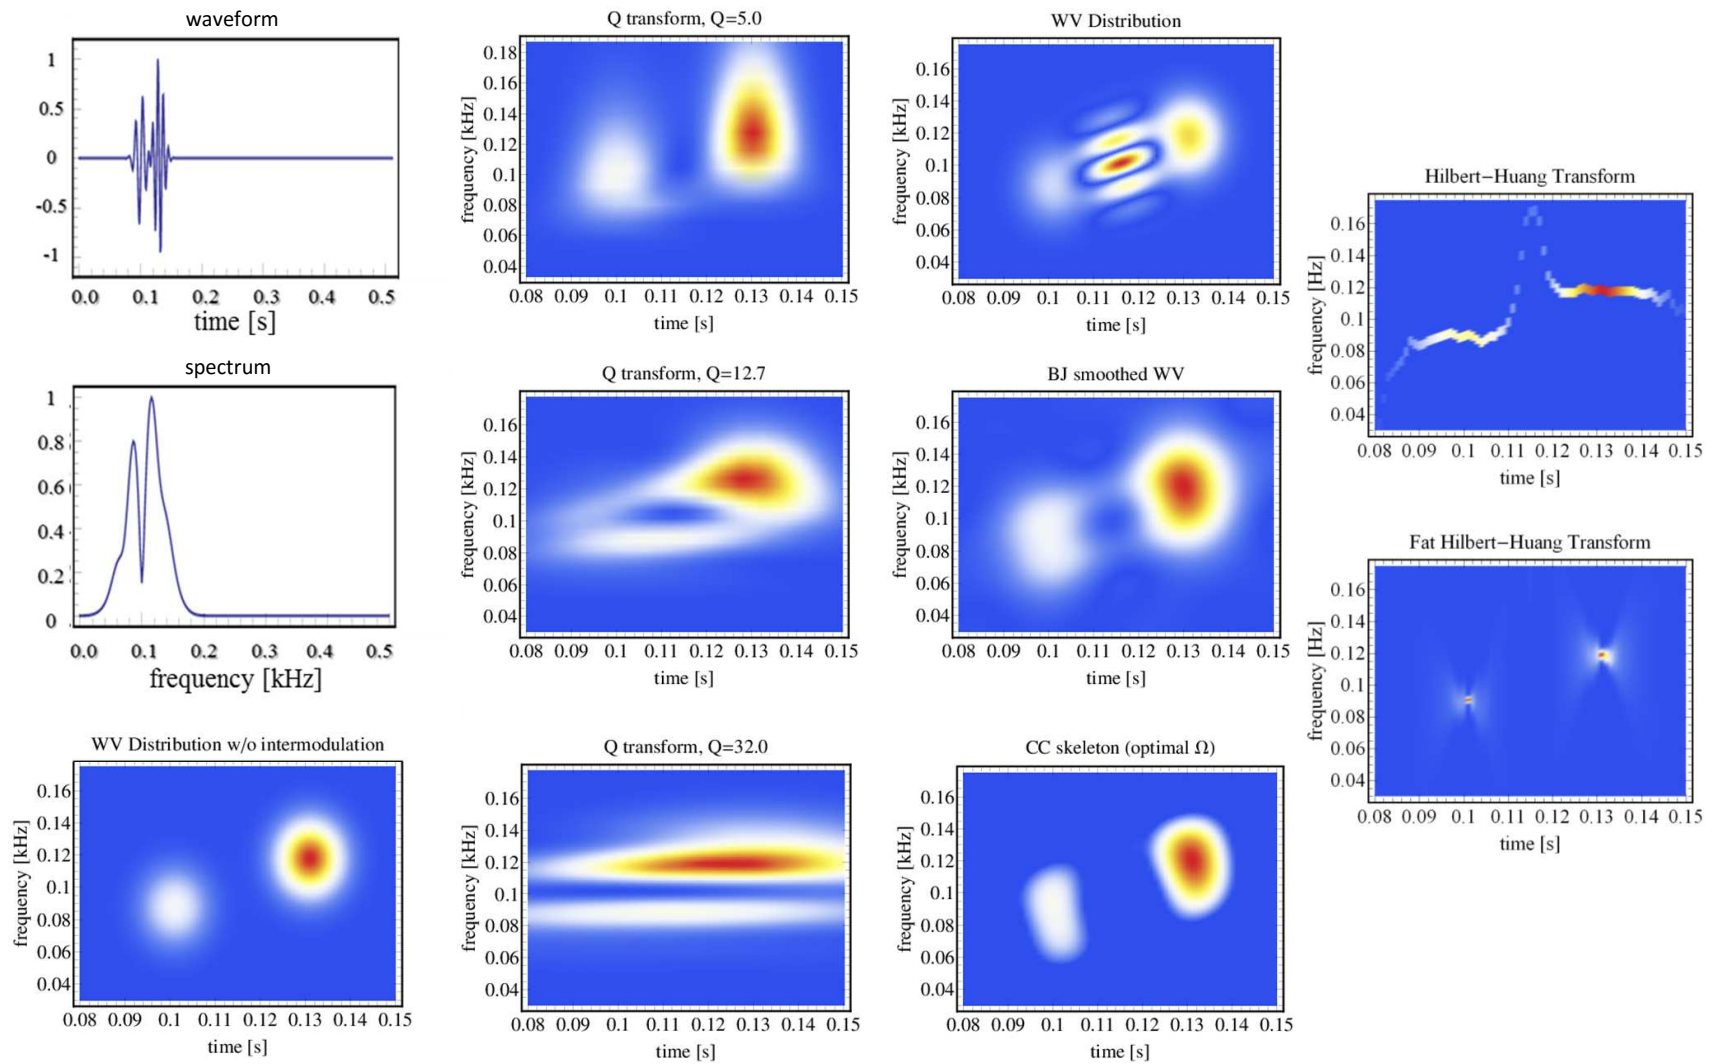 waveform
1
0.5
0
-0.5
-1
0.0 0.1 0.2 0.3 0.4 0.5
time [s]
spectrum
1
0.8
0.6
0.4
0.2
0
0.0 0.1 0.2 0.3 0.4 0.5
frequency [kHz]
WV Distribution w/o intermodulation
frequency [kHz]
0.16
0.14
0.12
0.1
0.08
0.06
0.04
0.08 0.09 0.1 0.11 0.12 0.13 0.14 0.15
time [s]
Q transform, Q=5.0
frequency [kHz]
0.18
0.16
0.14
0.12
0.1
0.08
0.06
0.04
0.08 0.09 0.1 0.11 0.12 0.13 0.14 0.15
time [s]
Q transform, Q=12.7
frequency [kHz]
0.16
0.14
0.12
0.1
0.08
0.06
0.04
0.08 0.09 0.1 0.11 0.12 0.13 0.14 0.15
time [s]
Q transform, Q=32.0
frequency [kHz]
0.16
0.14
0.12
0.1
0.08
0.06
0.04
0.08 0.09 0.1 0.11 0.12 0.13 0.14 0.15
time [s]
WV Distribution
frequency [kHz]
0.16
0.14
0.12
0.1
0.08
0.06
0.04
0.08 0.09 0.1 0.11 0.12 0.13 0.14 0.15
time [s]
BJ smoothed WV
frequency [kHz]
0.16
0.14
0.12
0.1
0.08
0.06
0.04
0.08 0.09 0.1 0.11 0.12 0.13 0.14 0.15
time [s]
CC skeleton (optimal Ω)
frequency [kHz]
0.16
0.14
0.12
0.1
0.08
0.06
0.04
0.08 0.09 0.1 0.11 0.12 0.13 0.14 0.15
time [s]
Hilbert−Huang Transform
frequency [Hz]
0.16
0.14
0.12
0.1
0.08
0.06
0.04
0.08 0.09 0.1 0.11 0.12 0.13 0.14 0.15
time [s]
Fat Hilbert−Huang Transform
frequency [Hz]
0.16
0.14
0.12
0.1
0.08
0.06
0.04
0.08 0.09 0.1 0.11 0.12 0.13 0.14 0.15
time [s]